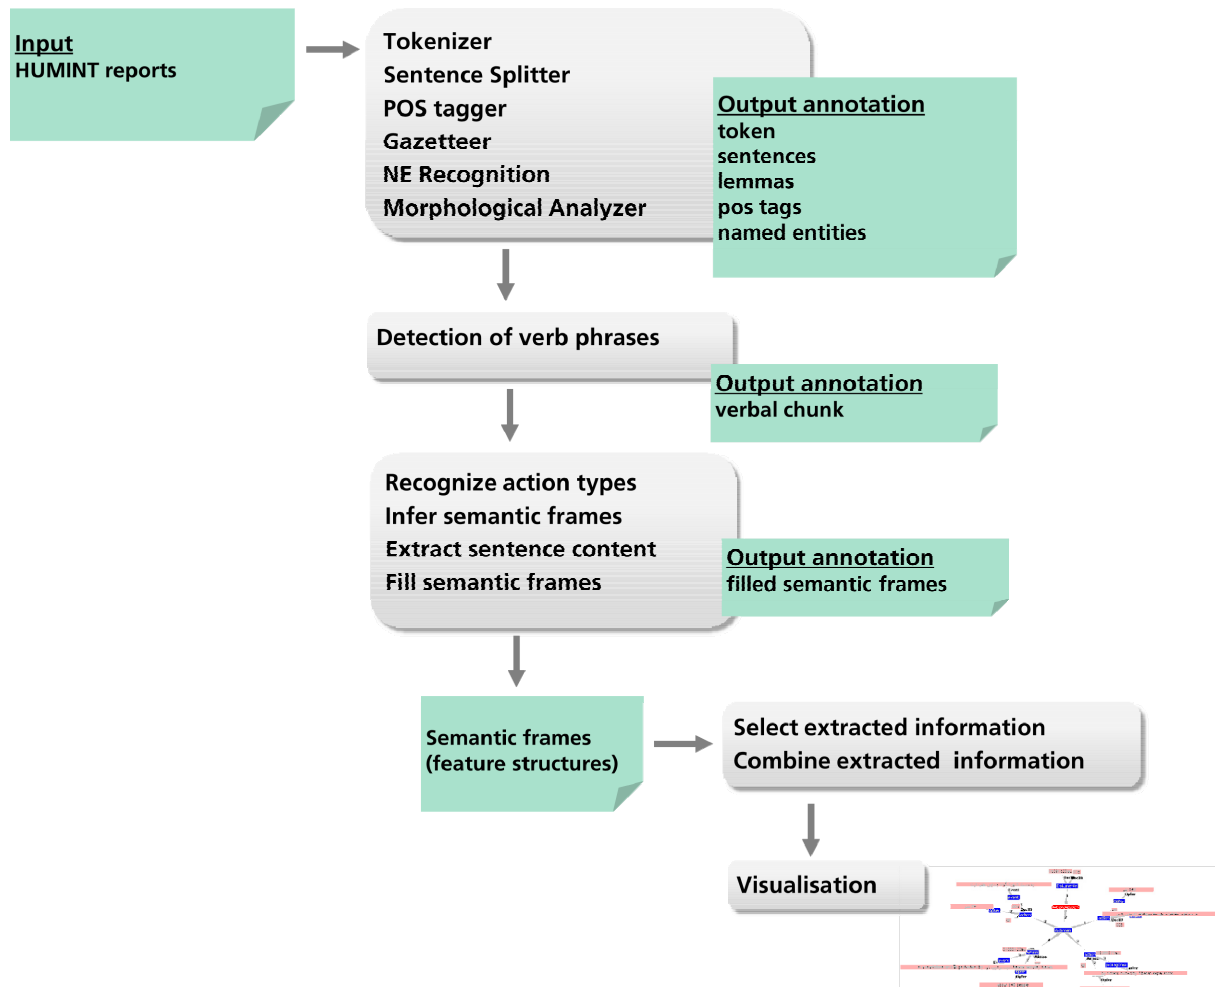 Input
HUMINT reports
Tokenizer
Sentence Splitter
POS tagger
Gazetteer
NE Recognition
Morphological Analyzer
Output annotation
token
sentences
lemmas
pos tags
named entities
Detection of verb phrases
Output annotation
verbal chunk
Recognize action types
Infer semantic frames
Extract sentence content
Fill semantic frames
Output annotation
filled semantic frames
Semantic frames
(feature structures)
Select extracted information
Combine extracted  information
Visualisation